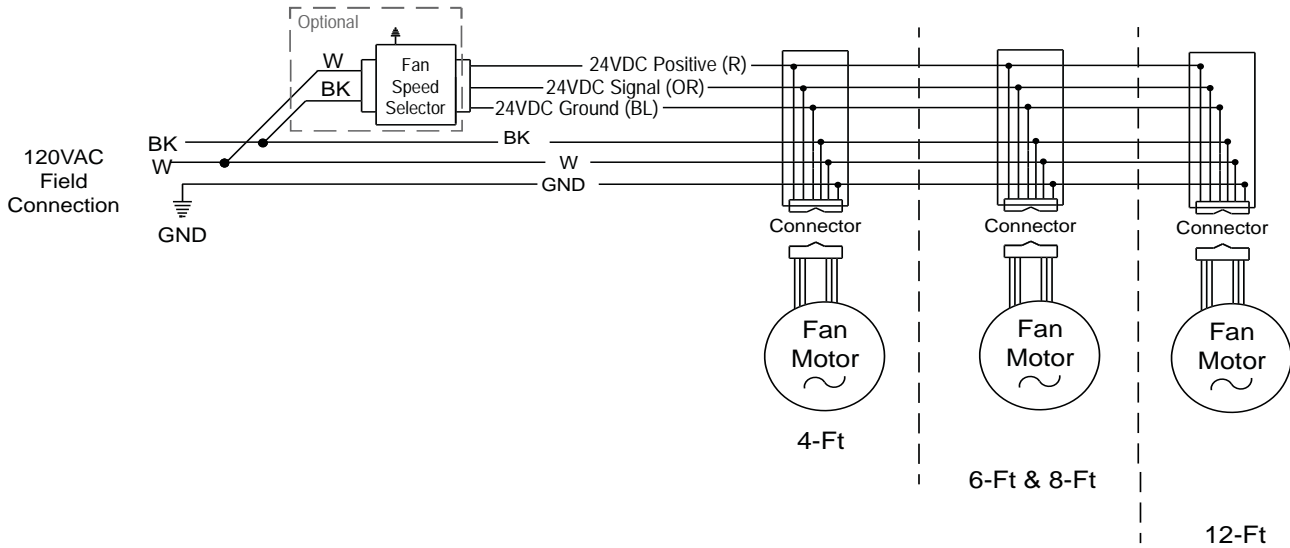 Optional
W
BK
Fan
Speed
Selector
24VDC Positive (R)
24VDC Signal (OR)
24VDC Ground (BL)
BK
BK
W
W
GND
120VAC
Field
Connection
GND
Connector
Connector
Connector
Fan
Motor
Fan
Motor
Fan
Motor
4-Ft
6-Ft & 8-Ft
12-Ft